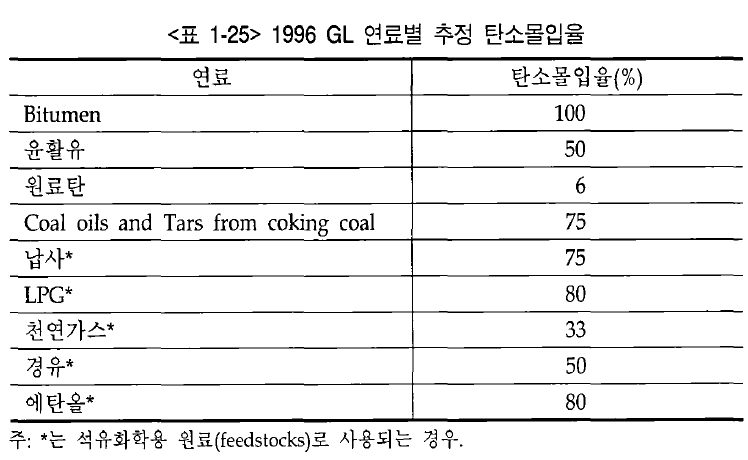 <표 1-25> 1996 GL 연료별 추정 탄소몰입율
연료 탄소몰입율(%)
Bitumen 100
윤활유 50
원료탄 6
Coal oils and Tars from coking coal 75
납사* 75
LPG* 80
천연가스* 33
경유* 50
에탄올* 80
주: *는 석유화학용 원료(feedstocks)로 사용되는 경우.